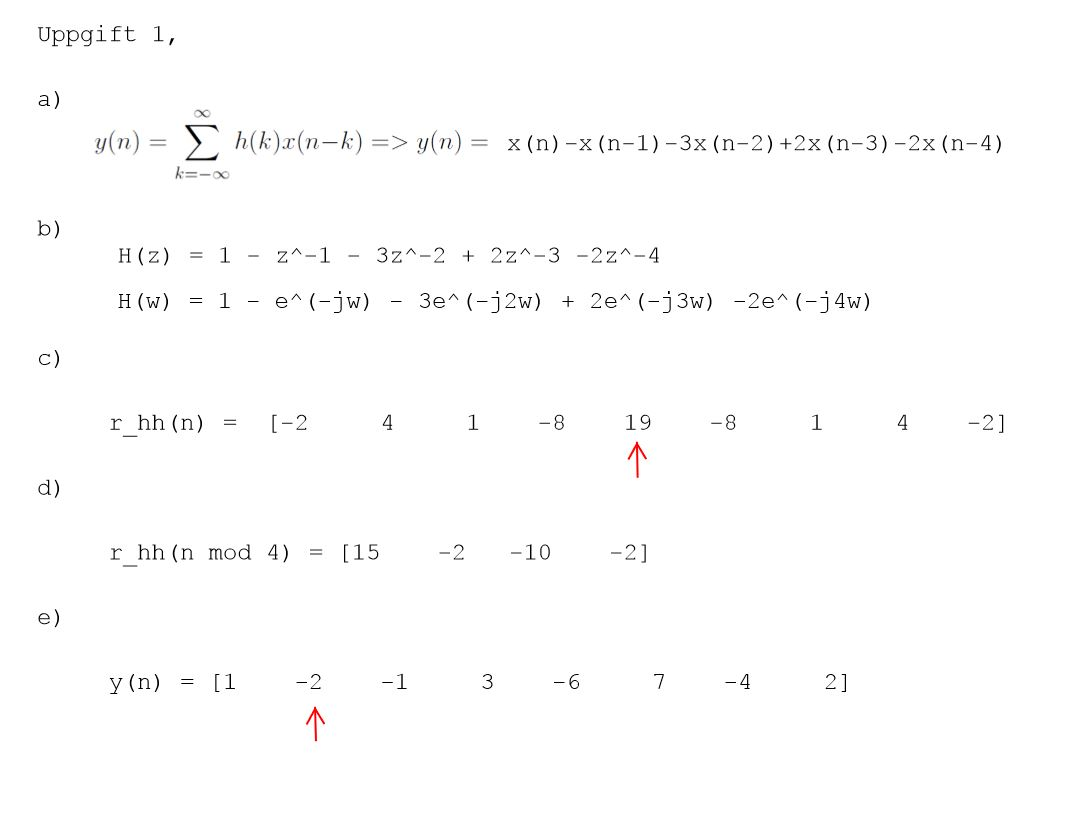 Uppgift 1,
a)
∞
y(n) = ∑ h(k)x(n−k) => y(n) = x(n)-x(n-1)-3x(n-2)+2x(n-3)-2x(n-4)
k=−∞
b)
H(z) = 1 - z^-1 - 3z^-2 + 2z^-3 -2z^-4
H(w) = 1 - e^(-jw) - 3e^(-j2w) + 2e^(-j3w) -2e^(-j4w)
c)
r_hh(n) = [-2 4 1 -8 19 -8 1 4 -2]
d)
r_hh(n mod 4) = [15 -2 -10 -2]
e)
y(n) = [1 -2 -1 3 -6 7 -4 2]